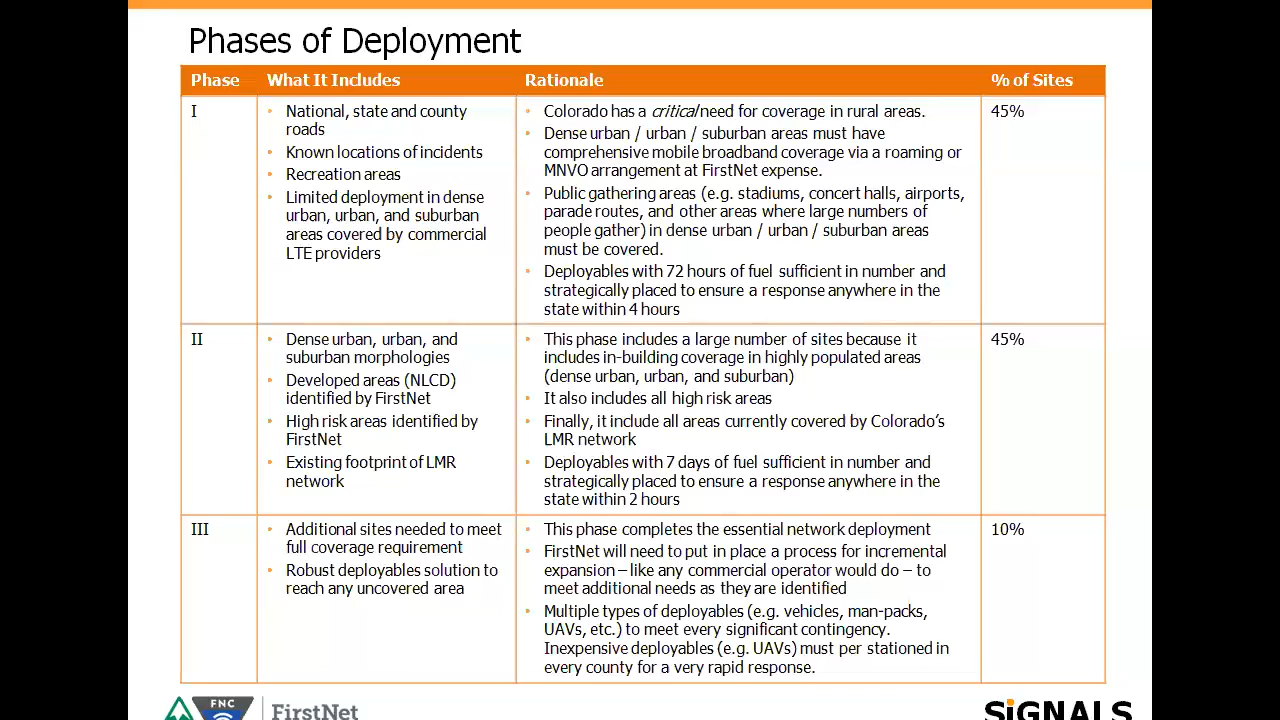 Phases of Deployment
Phase What It Includes Rationale % of Sites
I
National, state and county
roads
Known locations of incidents
Recreation areas
Limited deployment in dense
urban, urban, and suburban
areas covered by commercial
LTE providers
Colorado has a critical need for coverage in rural areas.
Dense urban / urban / suburban areas must have
comprehensive mobile broadband coverage via a roaming or
MNVO arrangement at FirstNet expense.
Public gathering areas (e.g. stadiums, concert halls, airports,
parade routes, and other areas where large numbers of
people gather) in dense urban / urban / suburban areas
must be covered.
Deployables with 72 hours of fuel sufficient in number and
strategically placed to ensure a response anywhere in the
state within 4 hours
45%
II
Dense urban, urban, and
suburban morphologies
Developed areas (NLCD)
identified by FirstNet
High risk areas identified by
FirstNet
Existing footprint of LMR
network
This phase includes a large number of sites because it
includes in-building coverage in highly populated areas
(dense urban, urban, and suburban)
It also includes all high risk areas
Finally, it include all areas currently covered by Colorado's
LMR network
Deployables with 7 days of fuel sufficient in number and
strategically placed to ensure a response anywhere in the
state within 2 hours
45%
III
Additional sites needed to meet
full coverage requirement
Robust deployables solution to
reach any uncovered area
This phase completes the essential network deployment
FirstNet will need to put in place a process for incremental
expansion – like any commercial operator would do – to
meet additional needs as they are identified
Multiple types of deployables (e.g. vehicles, man-packs,
UAVs, etc.) to meet every significant contingency.
Inexpensive deployables (e.g. UAVs) must per stationed in
every county for a very rapid response.
10%
FNC
FirstNet
SiGNALS